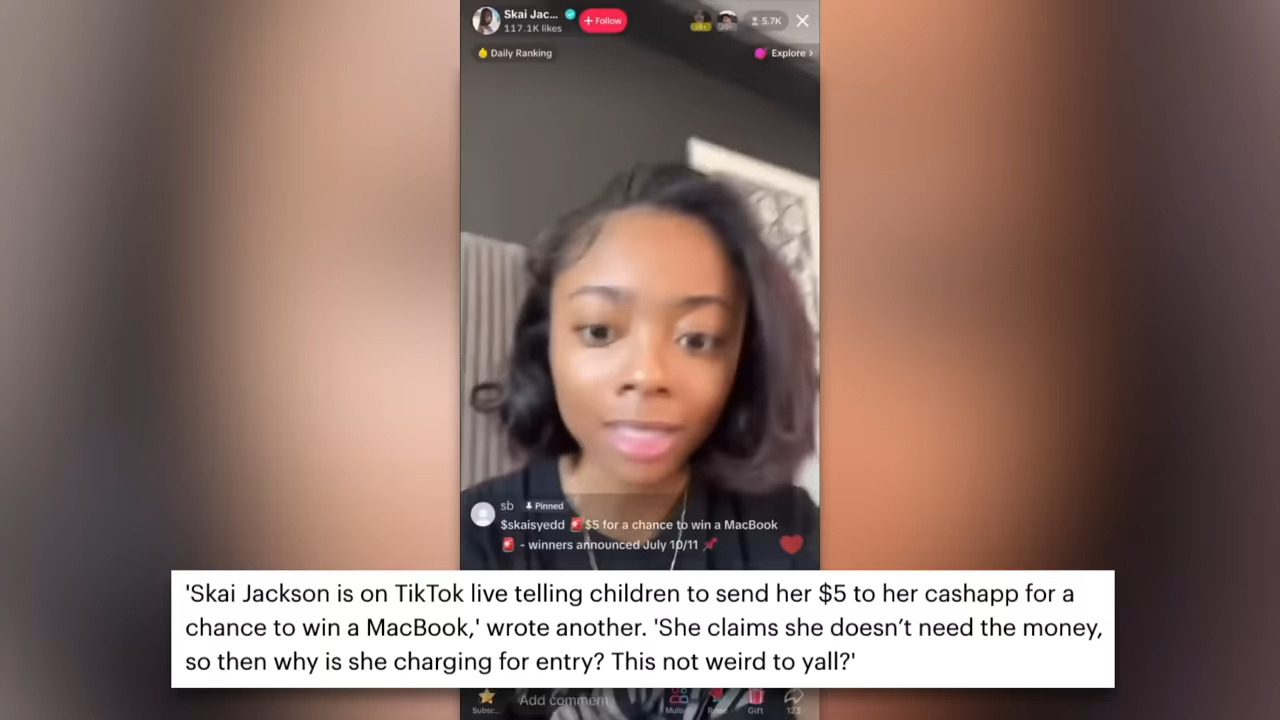 Skai Jac...
+ Follow
5.7K
117.1K likes
Daily Ranking
Explore >
sb Pinned
$skaisyedd 🚨$5 for a chance to win a MacBook
🚨 - winners announced July 10/11 📌
'Skai Jackson is on TikTok live telling children to send her $5 to her cashapp for a
chance to win a MacBook,' wrote another. 'She claims she doesn’t need the money,
so then why is she charging for entry? This not weird to yall?'
Add comment
Subsc...
Gift
123